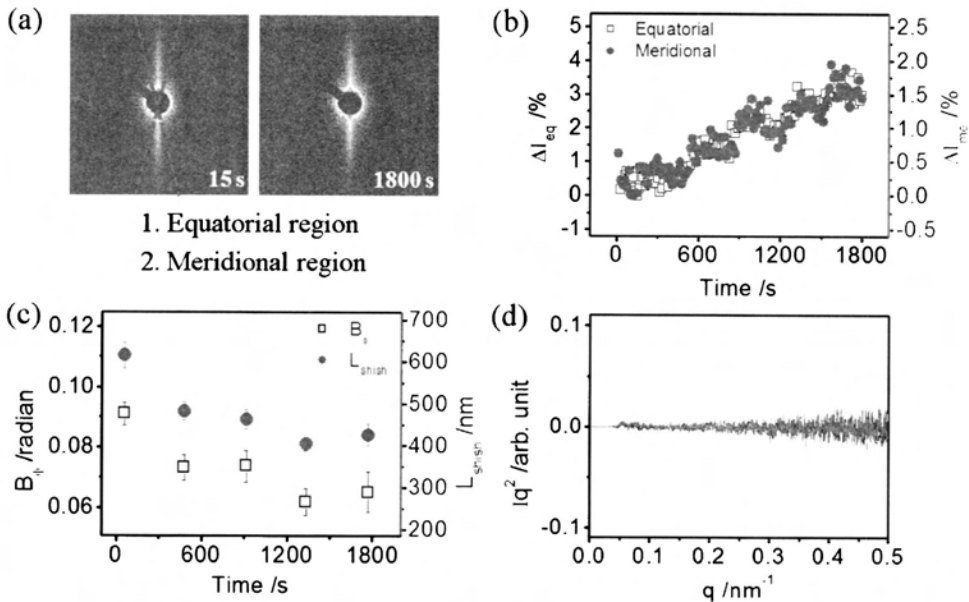 (a)
15 s
1800 s
1. Equatorial region
2. Meridional region
(b)
Equatorial
Meridional
ΔI_eq /%
5
4
3
2
1
0
-1
2.5
2.0
1.5
1.0
0.5
0.0
-0.5
0 600 1200 1800
Time /s
(c)
L_shish
B_ϕ /radian
0.12
0.10
0.08
0.06
700
600
500
400
300
200
L_shish /nm
0 600 1200 1800
Time /s
(d)
Iq² /arb. unit
0.1
0.0
-0.1
0.0 0.1 0.2 0.3 0.4 0.5
q /nm⁻¹